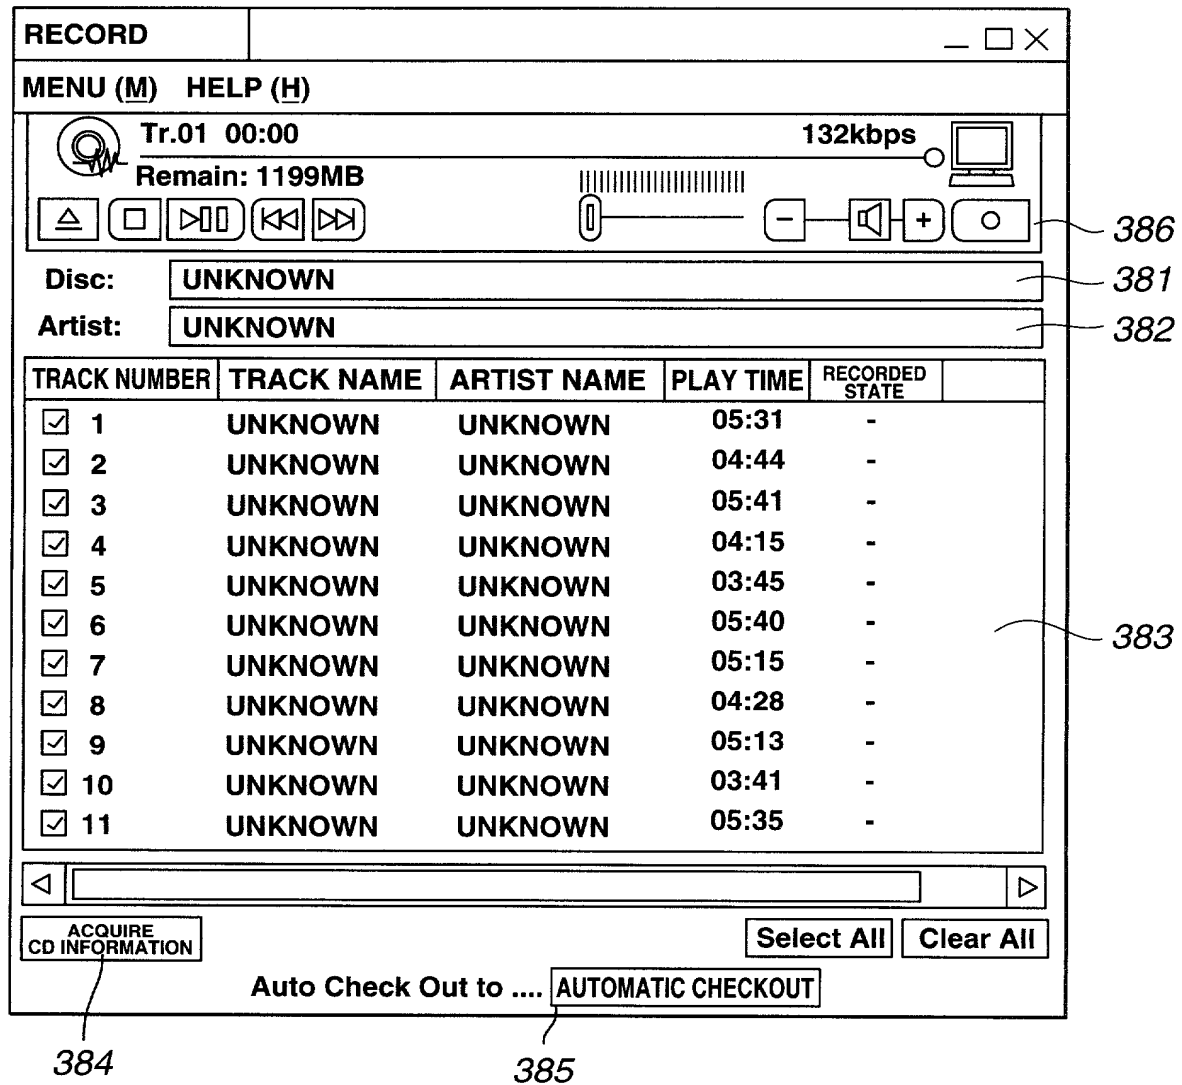 RECORD
MENU (M) HELP (H)
Tr.01 00:00 132kbps
Remain: 1199MB
386
Disc: UNKNOWN 381
Artist: UNKNOWN 382
TRACK NUMBER TRACK NAME ARTIST NAME PLAY TIME RECORDED STATE
1 UNKNOWN UNKNOWN 05:31 -
2 UNKNOWN UNKNOWN 04:44 -
3 UNKNOWN UNKNOWN 05:41 -
4 UNKNOWN UNKNOWN 04:15 -
5 UNKNOWN UNKNOWN 03:45 -
6 UNKNOWN UNKNOWN 05:40 -
383
7 UNKNOWN UNKNOWN 05:15 -
8 UNKNOWN UNKNOWN 04:28 -
9 UNKNOWN UNKNOWN 05:13 -
10 UNKNOWN UNKNOWN 03:41 -
11 UNKNOWN UNKNOWN 05:35 -
ACQUIRE
CD INFORMATION
Select All Clear All
Auto Check Out to .... AUTOMATIC CHECKOUT
384 385